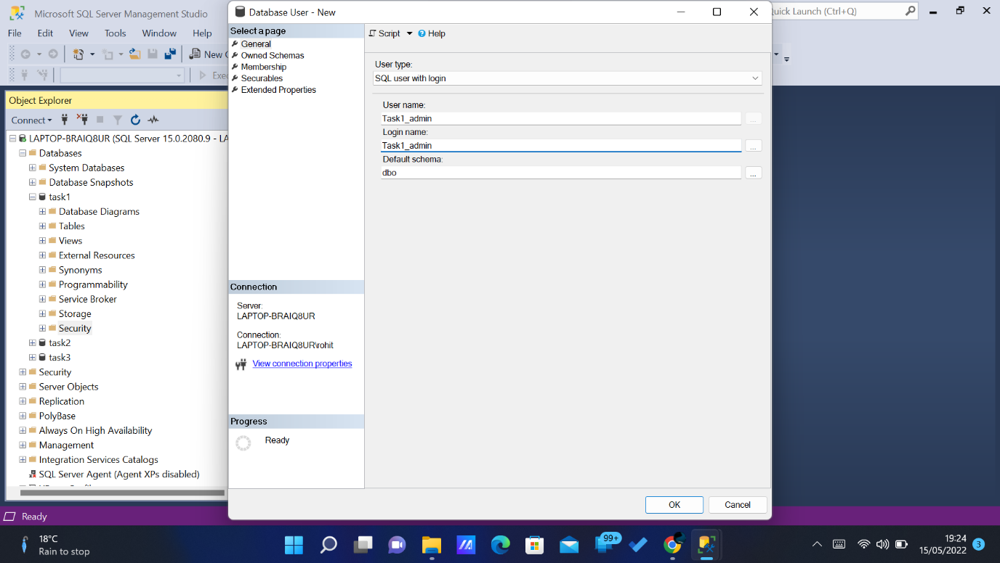 Microsoft SQL Server Management Studio
Database User - New
Quick Launch (Ctrl+Q)
File Edit View Tools Window Help
New
Exe
Object Explorer
Connect
LAPTOP-BRAIQ8UR (SQL Server 15.0.2080.9 - LA
Databases
System Databases
Database Snapshots
task1
Database Diagrams
Tables
Views
External Resources
Synonyms
Programmability
Service Broker
Storage
Security
task2
task3
Security
Server Objects
Replication
PolyBase
Always On High Availability
Management
Integration Services Catalogs
SQL Server Agent (Agent XPs disabled)
Select a page
General
Owned Schemas
Membership
Securables
Extended Properties
Connection
Server:
LAPTOP-BRAIQ8UR
Connection:
LAPTOP-BRAIQ8UR\rohit
View connection properties
Progress
Ready
Script Help
User type:
SQL user with login
User name:
Task1_admin
...
Login name:
Task1_admin
...
Default schema:
dbo
...
OK Cancel
Ready
18°C
Rain to stop
99+
19:24
15/05/2022
3